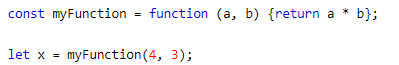 const myFunction = function (a, b) {return a * b};
let x = myFunction(4, 3);